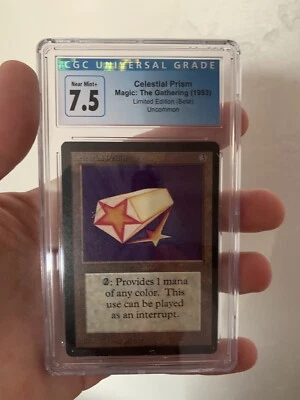 CGC UNIVERSAL GRADE
Near Mint+
7.5
Celestial Prism
Magic: The Gathering (1993)
Limited Edition (Beta)
Uncommon
②: Provides 1 mana
of any color. This
use can be played
as an interrupt.